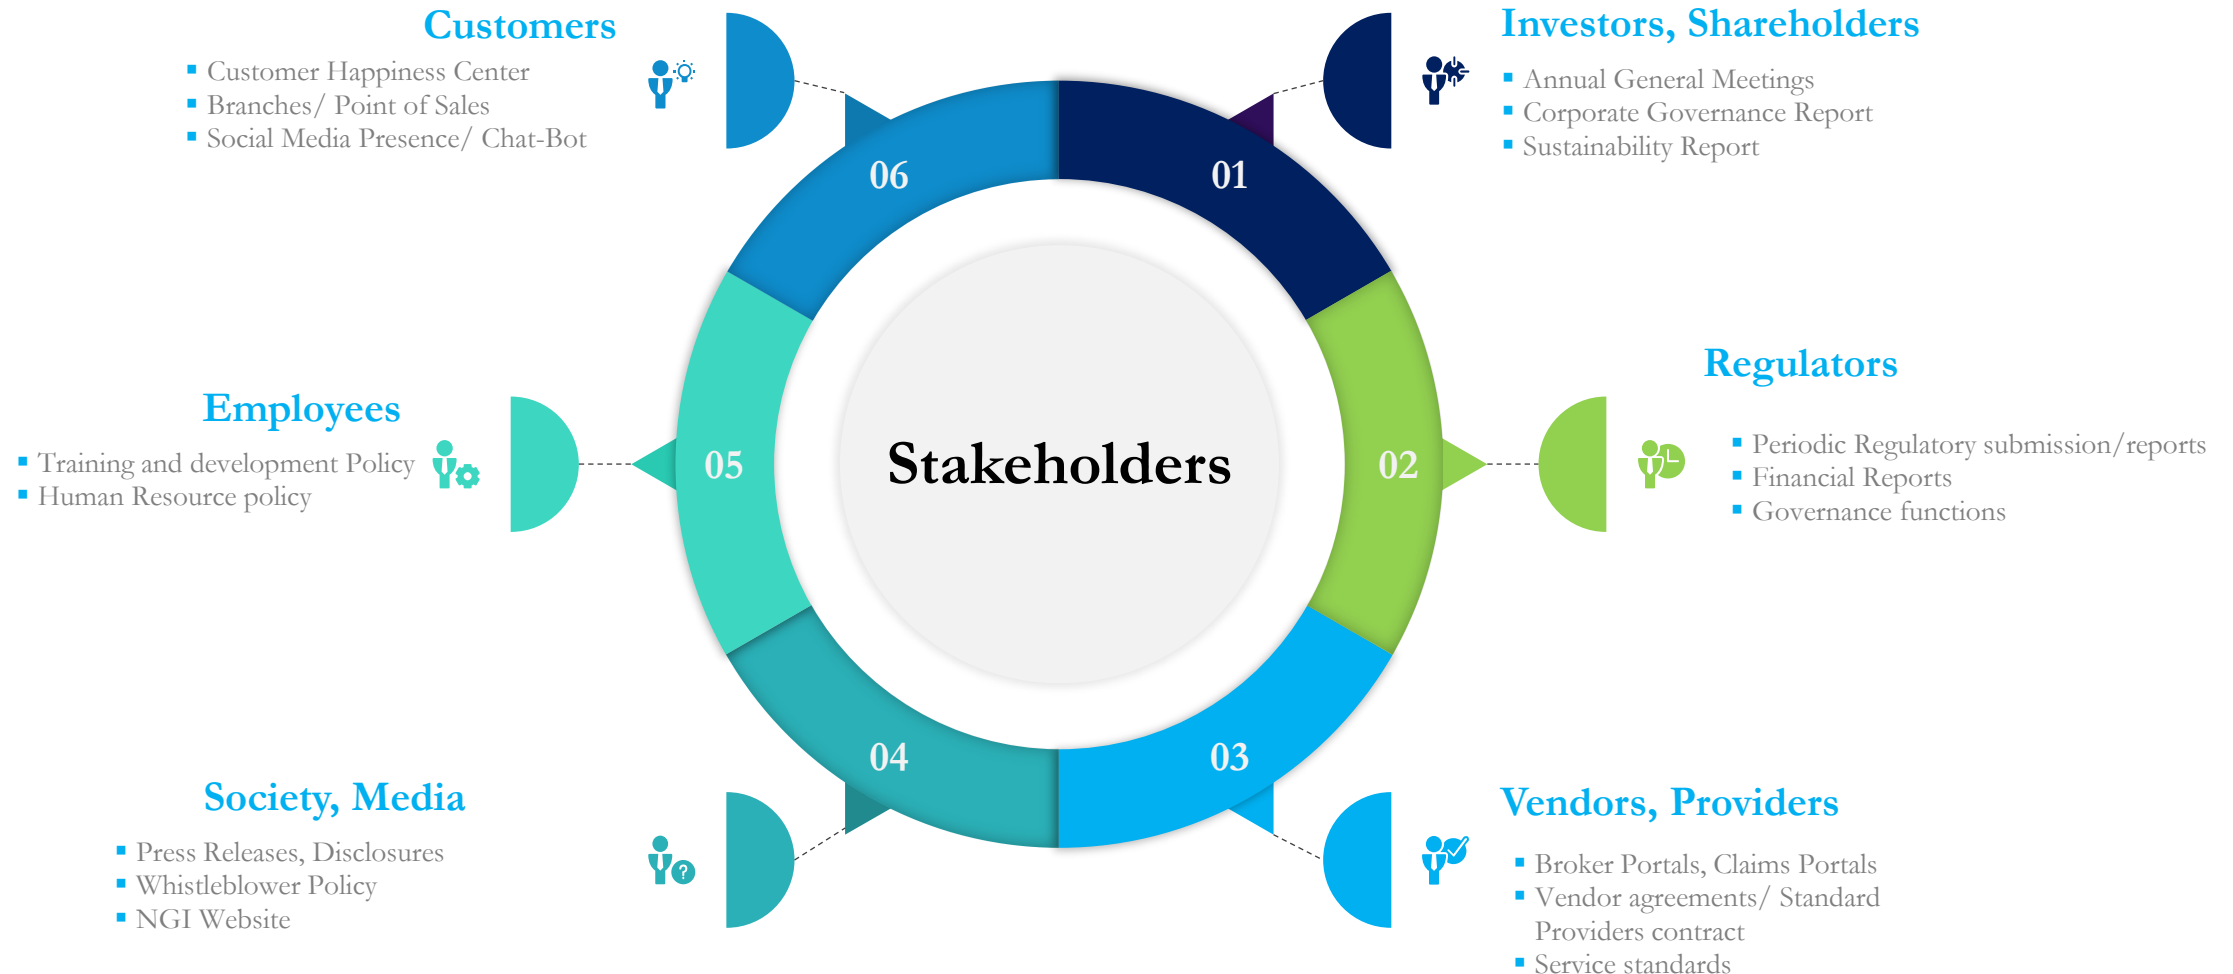 Stakeholders
01
Investors, Shareholders
Annual General Meetings
Corporate Governance Report
Sustainability Report
02
Regulators
Periodic Regulatory submission/reports
Financial Reports
Governance functions
03
Vendors, Providers
Broker Portals, Claims Portals
Vendor agreements/ Standard
Providers contract
Service standards
04
Society, Media
Press Releases, Disclosures
Whistleblower Policy
NGI Website
05
Employees
Training and development Policy
Human Resource policy
06
Customers
Customer Happiness Center
Branches/ Point of Sales
Social Media Presence/ Chat-Bot